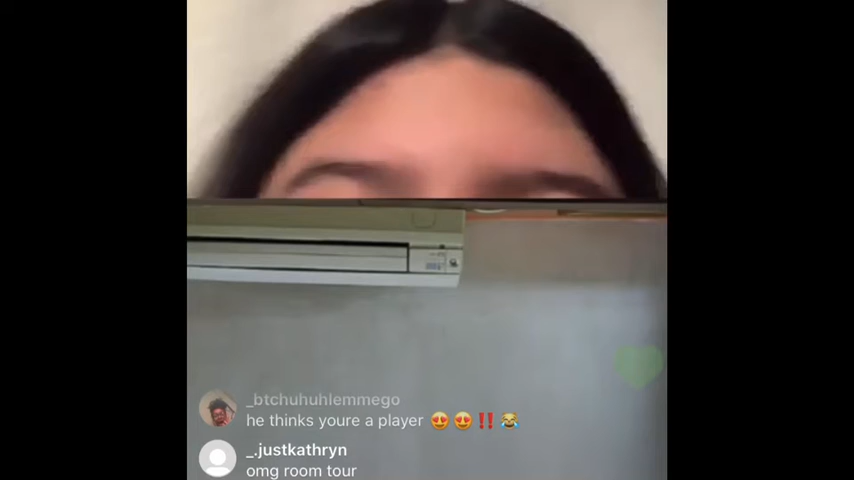 _btchuhuhlemmego
he thinks youre a player 😍😍‼️😂
_.justkathryn
omg room tour